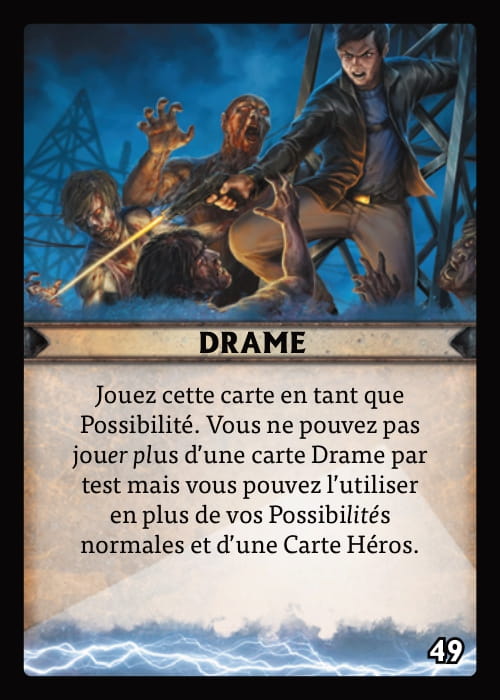 DRAME
Jouez cette carte en tant que
Possibilité. Vous ne pouvez pas
jouer plus d'une carte Drame par
test mais vous pouvez l'utiliser
en plus de vos Possibilités
normales et d'une Carte Héros.
49